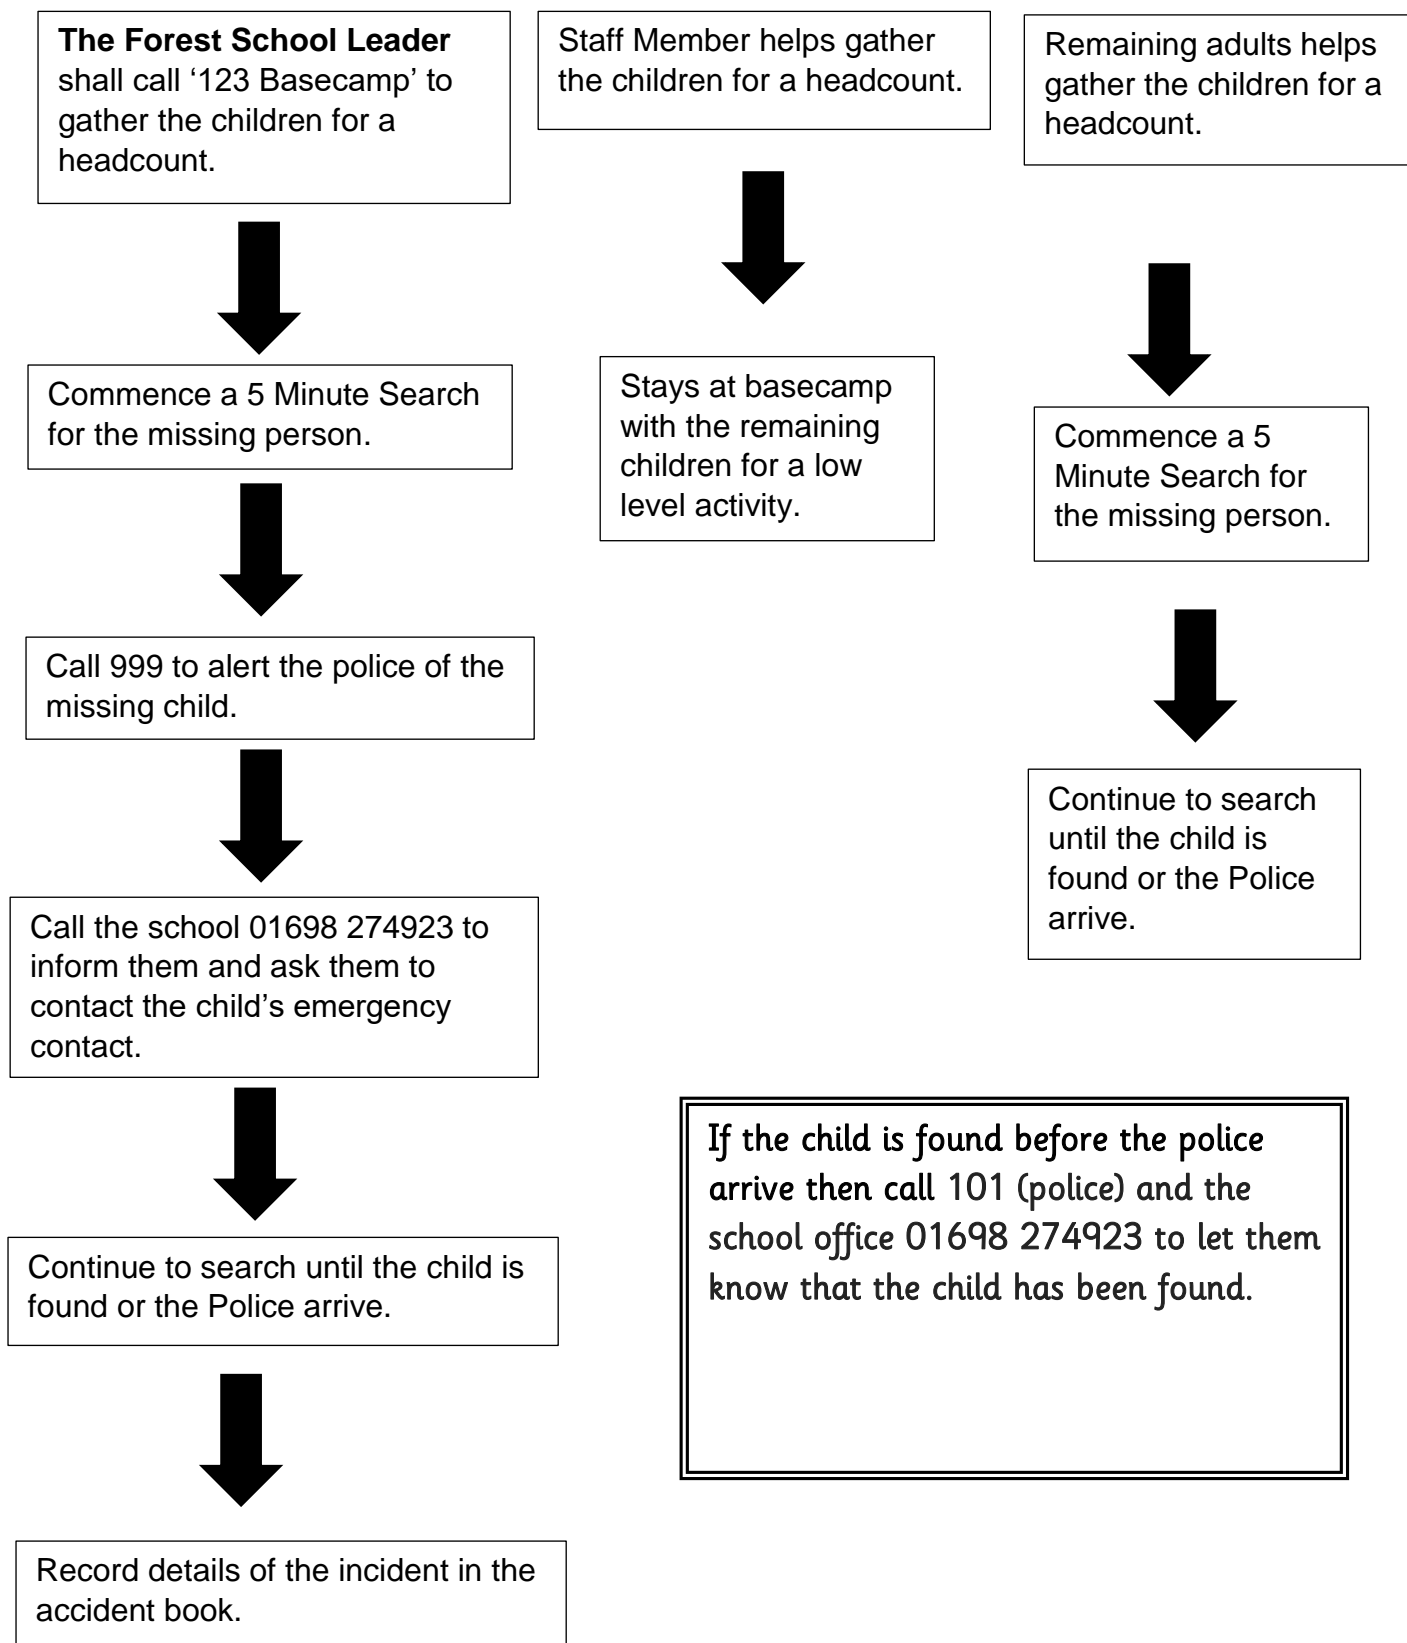 The Forest School Leader
shall call ‘123 Basecamp’ to
gather the children for a
headcount.
Commence a 5 Minute Search
for the missing person.
Call 999 to alert the police of the
missing child.
Call the school 01698 274923 to
inform them and ask them to
contact the child’s emergency
contact.
Continue to search until the child is
found or the Police arrive.
Record details of the incident in the
accident book.
Staff Member helps gather
the children for a headcount.
Stays at basecamp
with the remaining
children for a low
level activity.
Remaining adults helps
gather the children for a
headcount.
Commence a 5
Minute Search for
the missing person.
Continue to search
until the child is
found or the Police
arrive.
If the child is found before the police
arrive then call 101 (police) and the
school office 01698 274923 to let them
know that the child has been found.